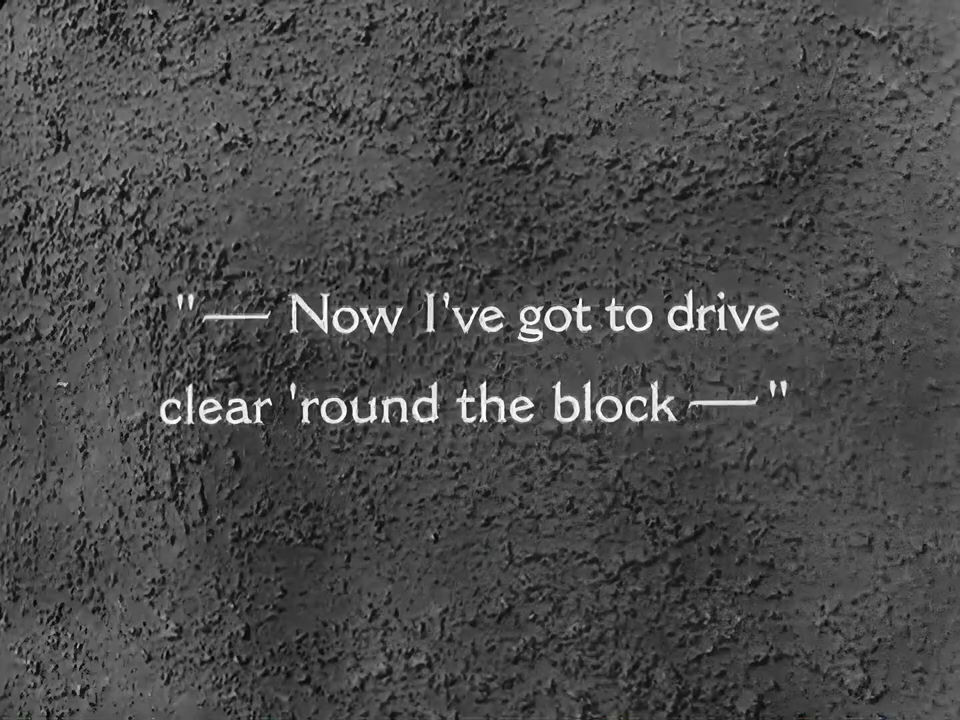 "— Now I've got to drive
clear 'round the block —"